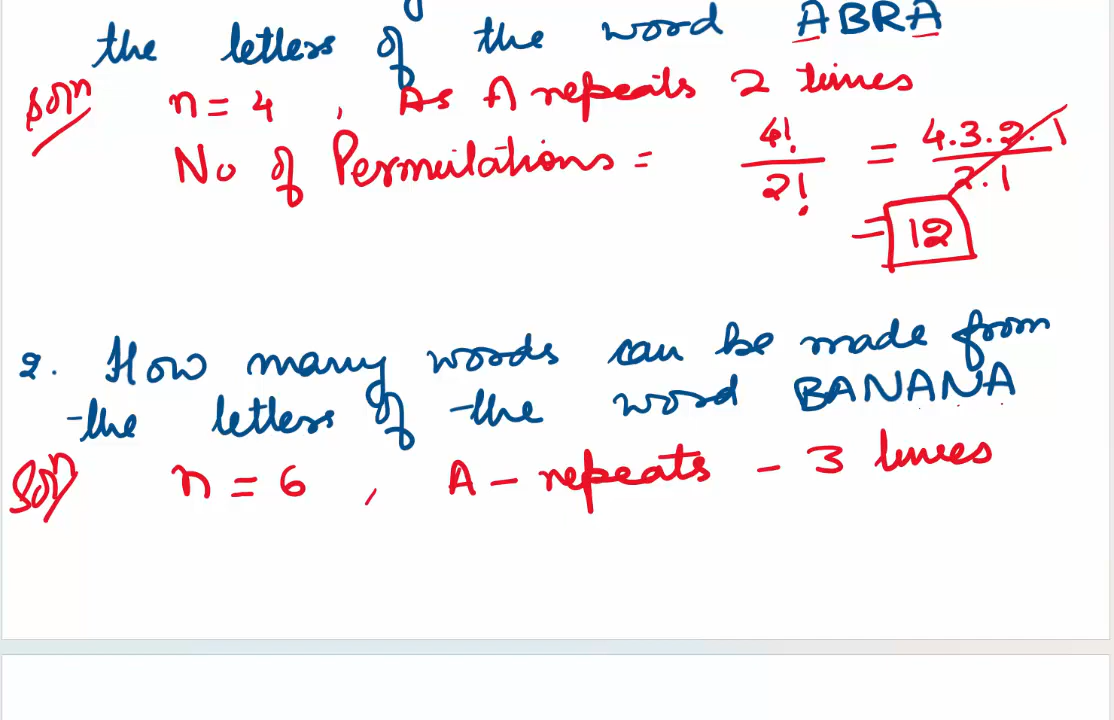 the letters of the word ABRA
Soln n = 4 , As A repeats 2 times
No of Permutations = 4!/2! = 4.3.2.1/2.1
= 12
2. How many words can be made from
the letters of the word BANANA
Soln n = 6 , A - repeats - 3 times